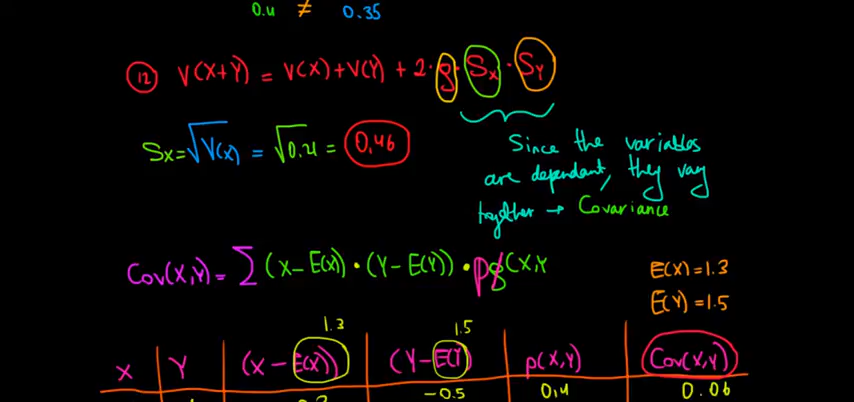 0.4 ≠ 0.35
12 V(X+Y) = V(X) + V(Y) + 2 · ρ · Sx · SY
Sx = √V(x) = √0.21 = 0,46
Since the variables
are dependant, they vary
together → Covariance
Cov(X,Y) = Σ (X - E(X)) · (Y - E(Y)) · p(X,Y
E(X) = 1.3
E(Y) = 1.5
1.3 1.5
X Y (X - E(X)) (Y - E(Y) p(X,Y) Cov(X,Y)
-0.5 0,4 0.06